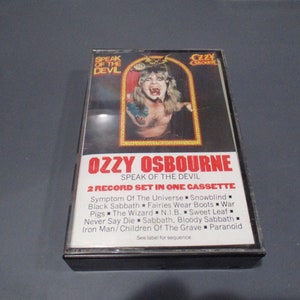 SPEAK
OF THE
DEVIL
OZZY
OSBOURNE
OZZY OSBOURNE
SPEAK OF THE DEVIL
2 RECORD SET IN ONE CASSETTE
Symptom Of The Universe ▪ Snowblind ▪
Black Sabbath ▪ Fairies Wear Boots ▪ War
Pigs ▪ The Wizard ▪ N.I.B. ▪ Sweet Leaf ▪
Never Say Die ▪ Sabbath, Bloody Sabbath ▪
Iron Man/Children Of The Grave ▪ Paranoid
See label for sequence